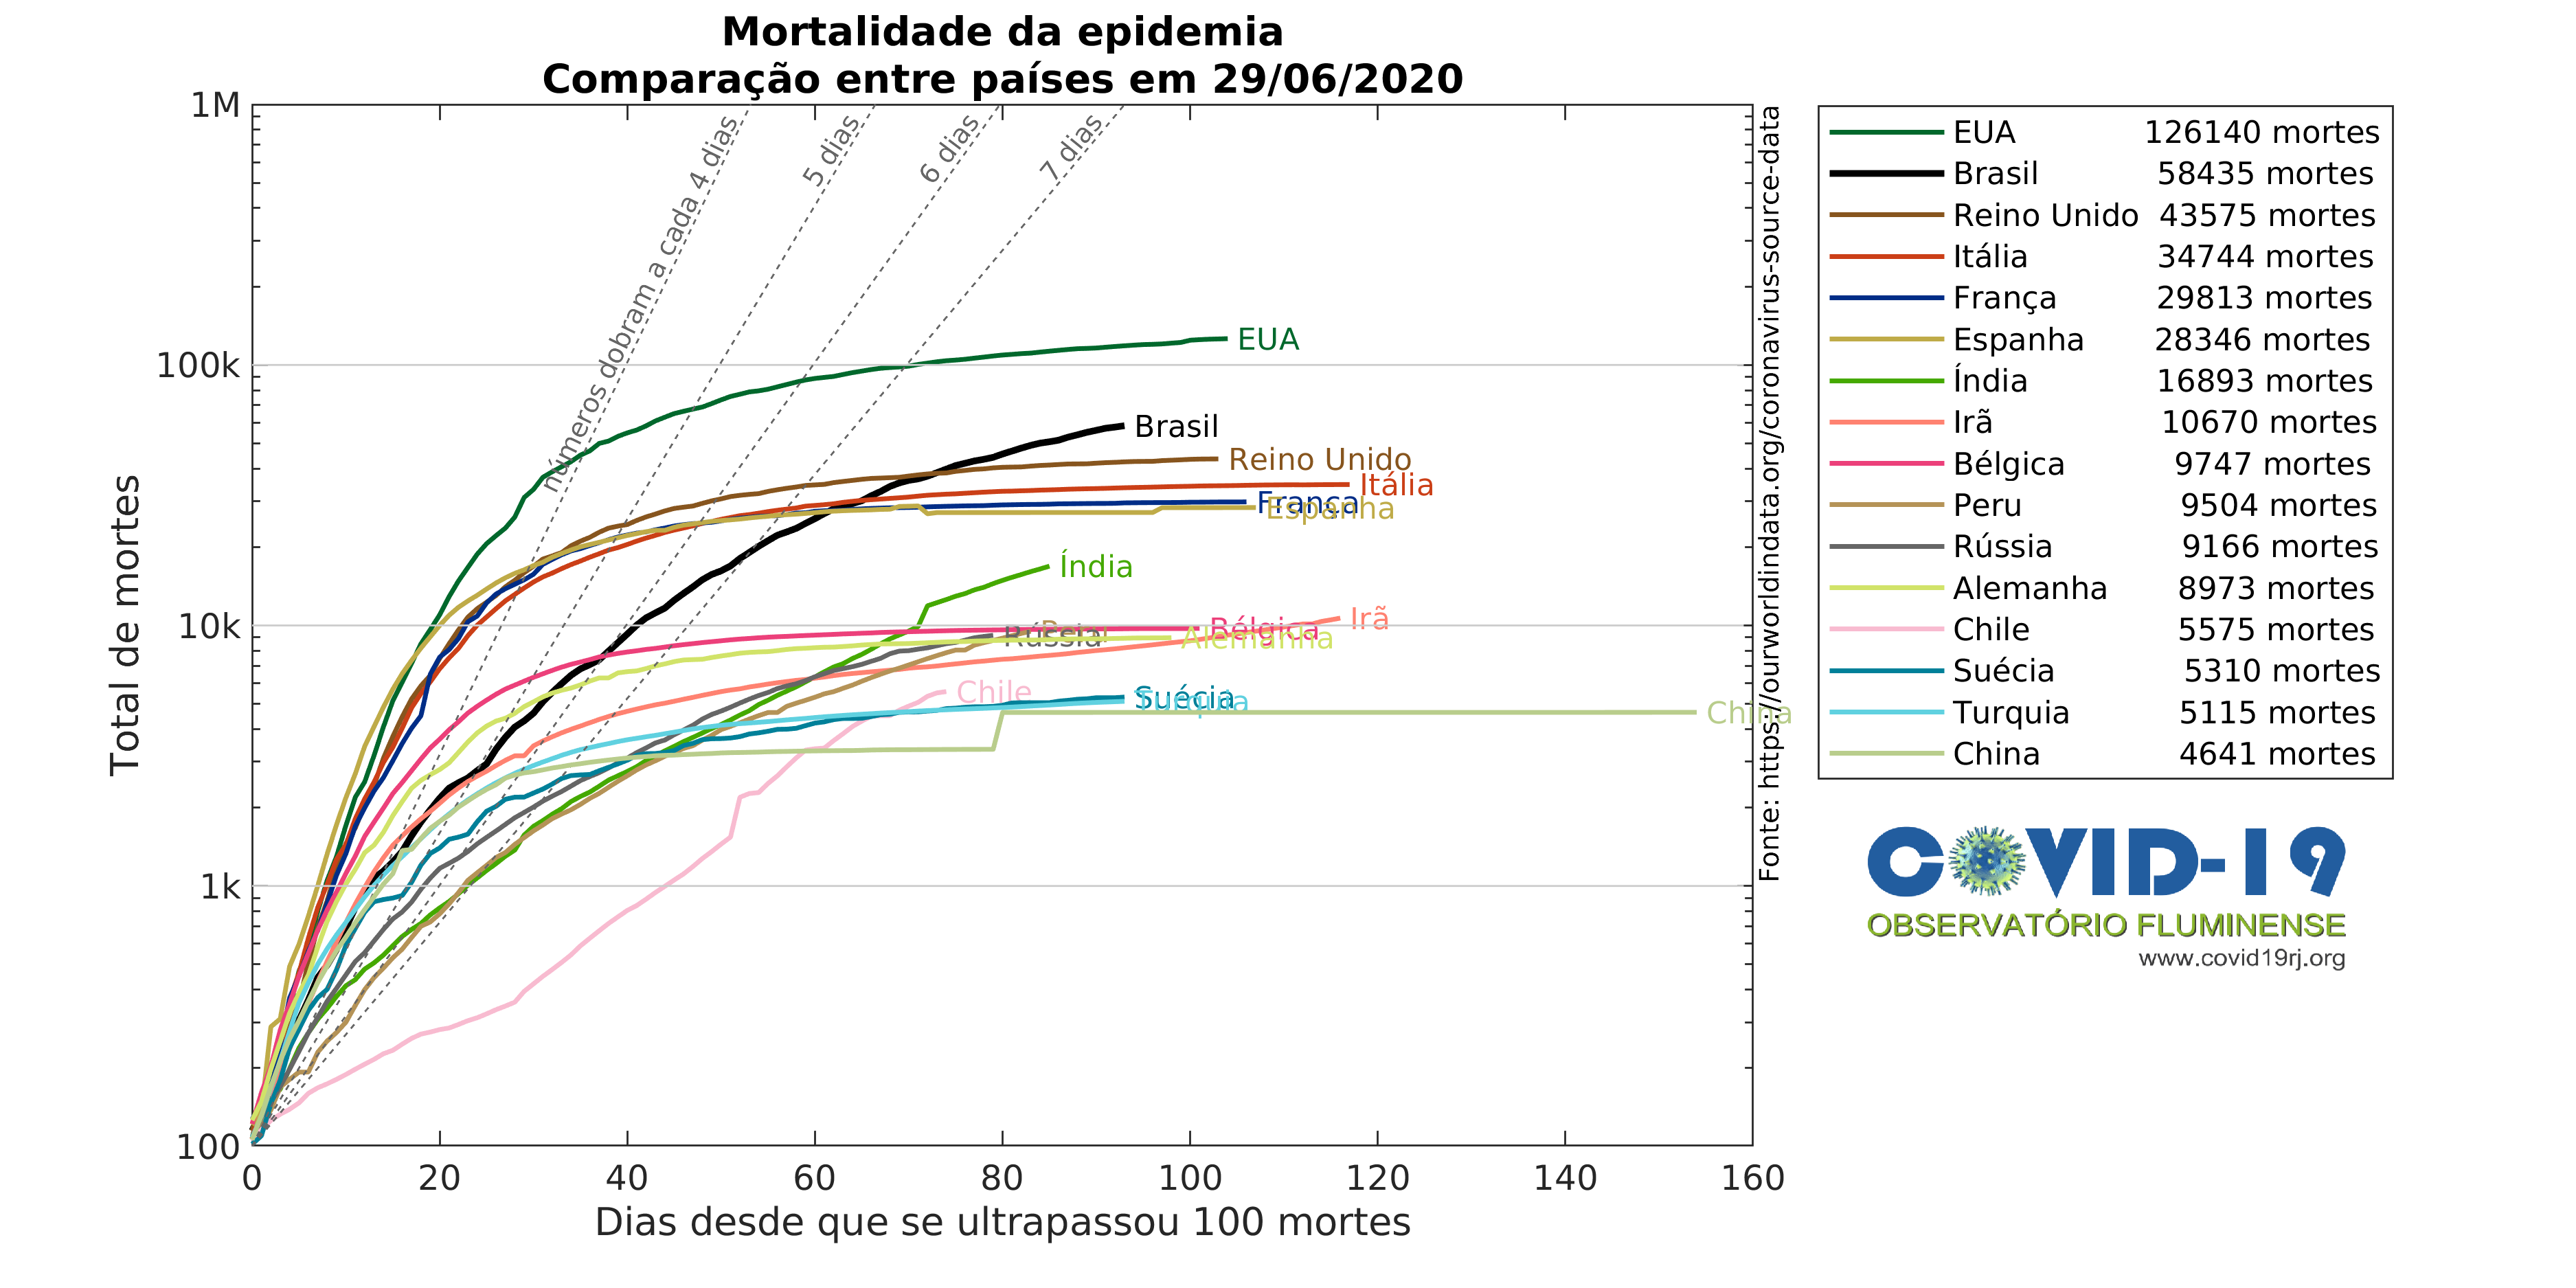 Mortalidade da epidemia
Comparação entre países em 29/06/2020
Total de mortes
1M
100k
10k
1k
100
0 20 40 60 80 100 120 140 160
Dias desde que se ultrapassou 100 mortes
números dobram a cada 4 dias
5 dias
6 dias
7 dias
EUA
Brasil
Reino Unido
Itália
França
Espanha
Índia
Irã
Bélgica
Peru
Rússia
Alemanha
Chile
Suécia
Turquia
China
Fonte: https://ourworldindata.org/coronavirus-source-data
EUA 126140 mortes
Brasil 58435 mortes
Reino Unido 43575 mortes
Itália 34744 mortes
França 29813 mortes
Espanha 28346 mortes
Índia 16893 mortes
Irã 10670 mortes
Bélgica 9747 mortes
Peru 9504 mortes
Rússia 9166 mortes
Alemanha 8973 mortes
Chile 5575 mortes
Suécia 5310 mortes
Turquia 5115 mortes
China 4641 mortes
COVID-19
OBSERVATÓRIO FLUMINENSE
www.covid19rj.org